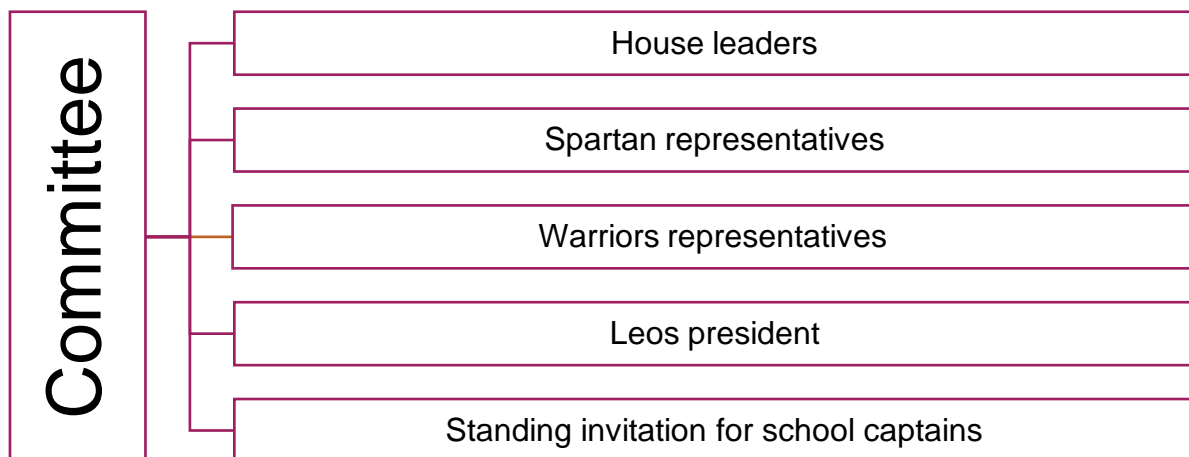 Committee
House leaders
Spartan representatives
Warriors representatives
Leos president
Standing invitation for school captains